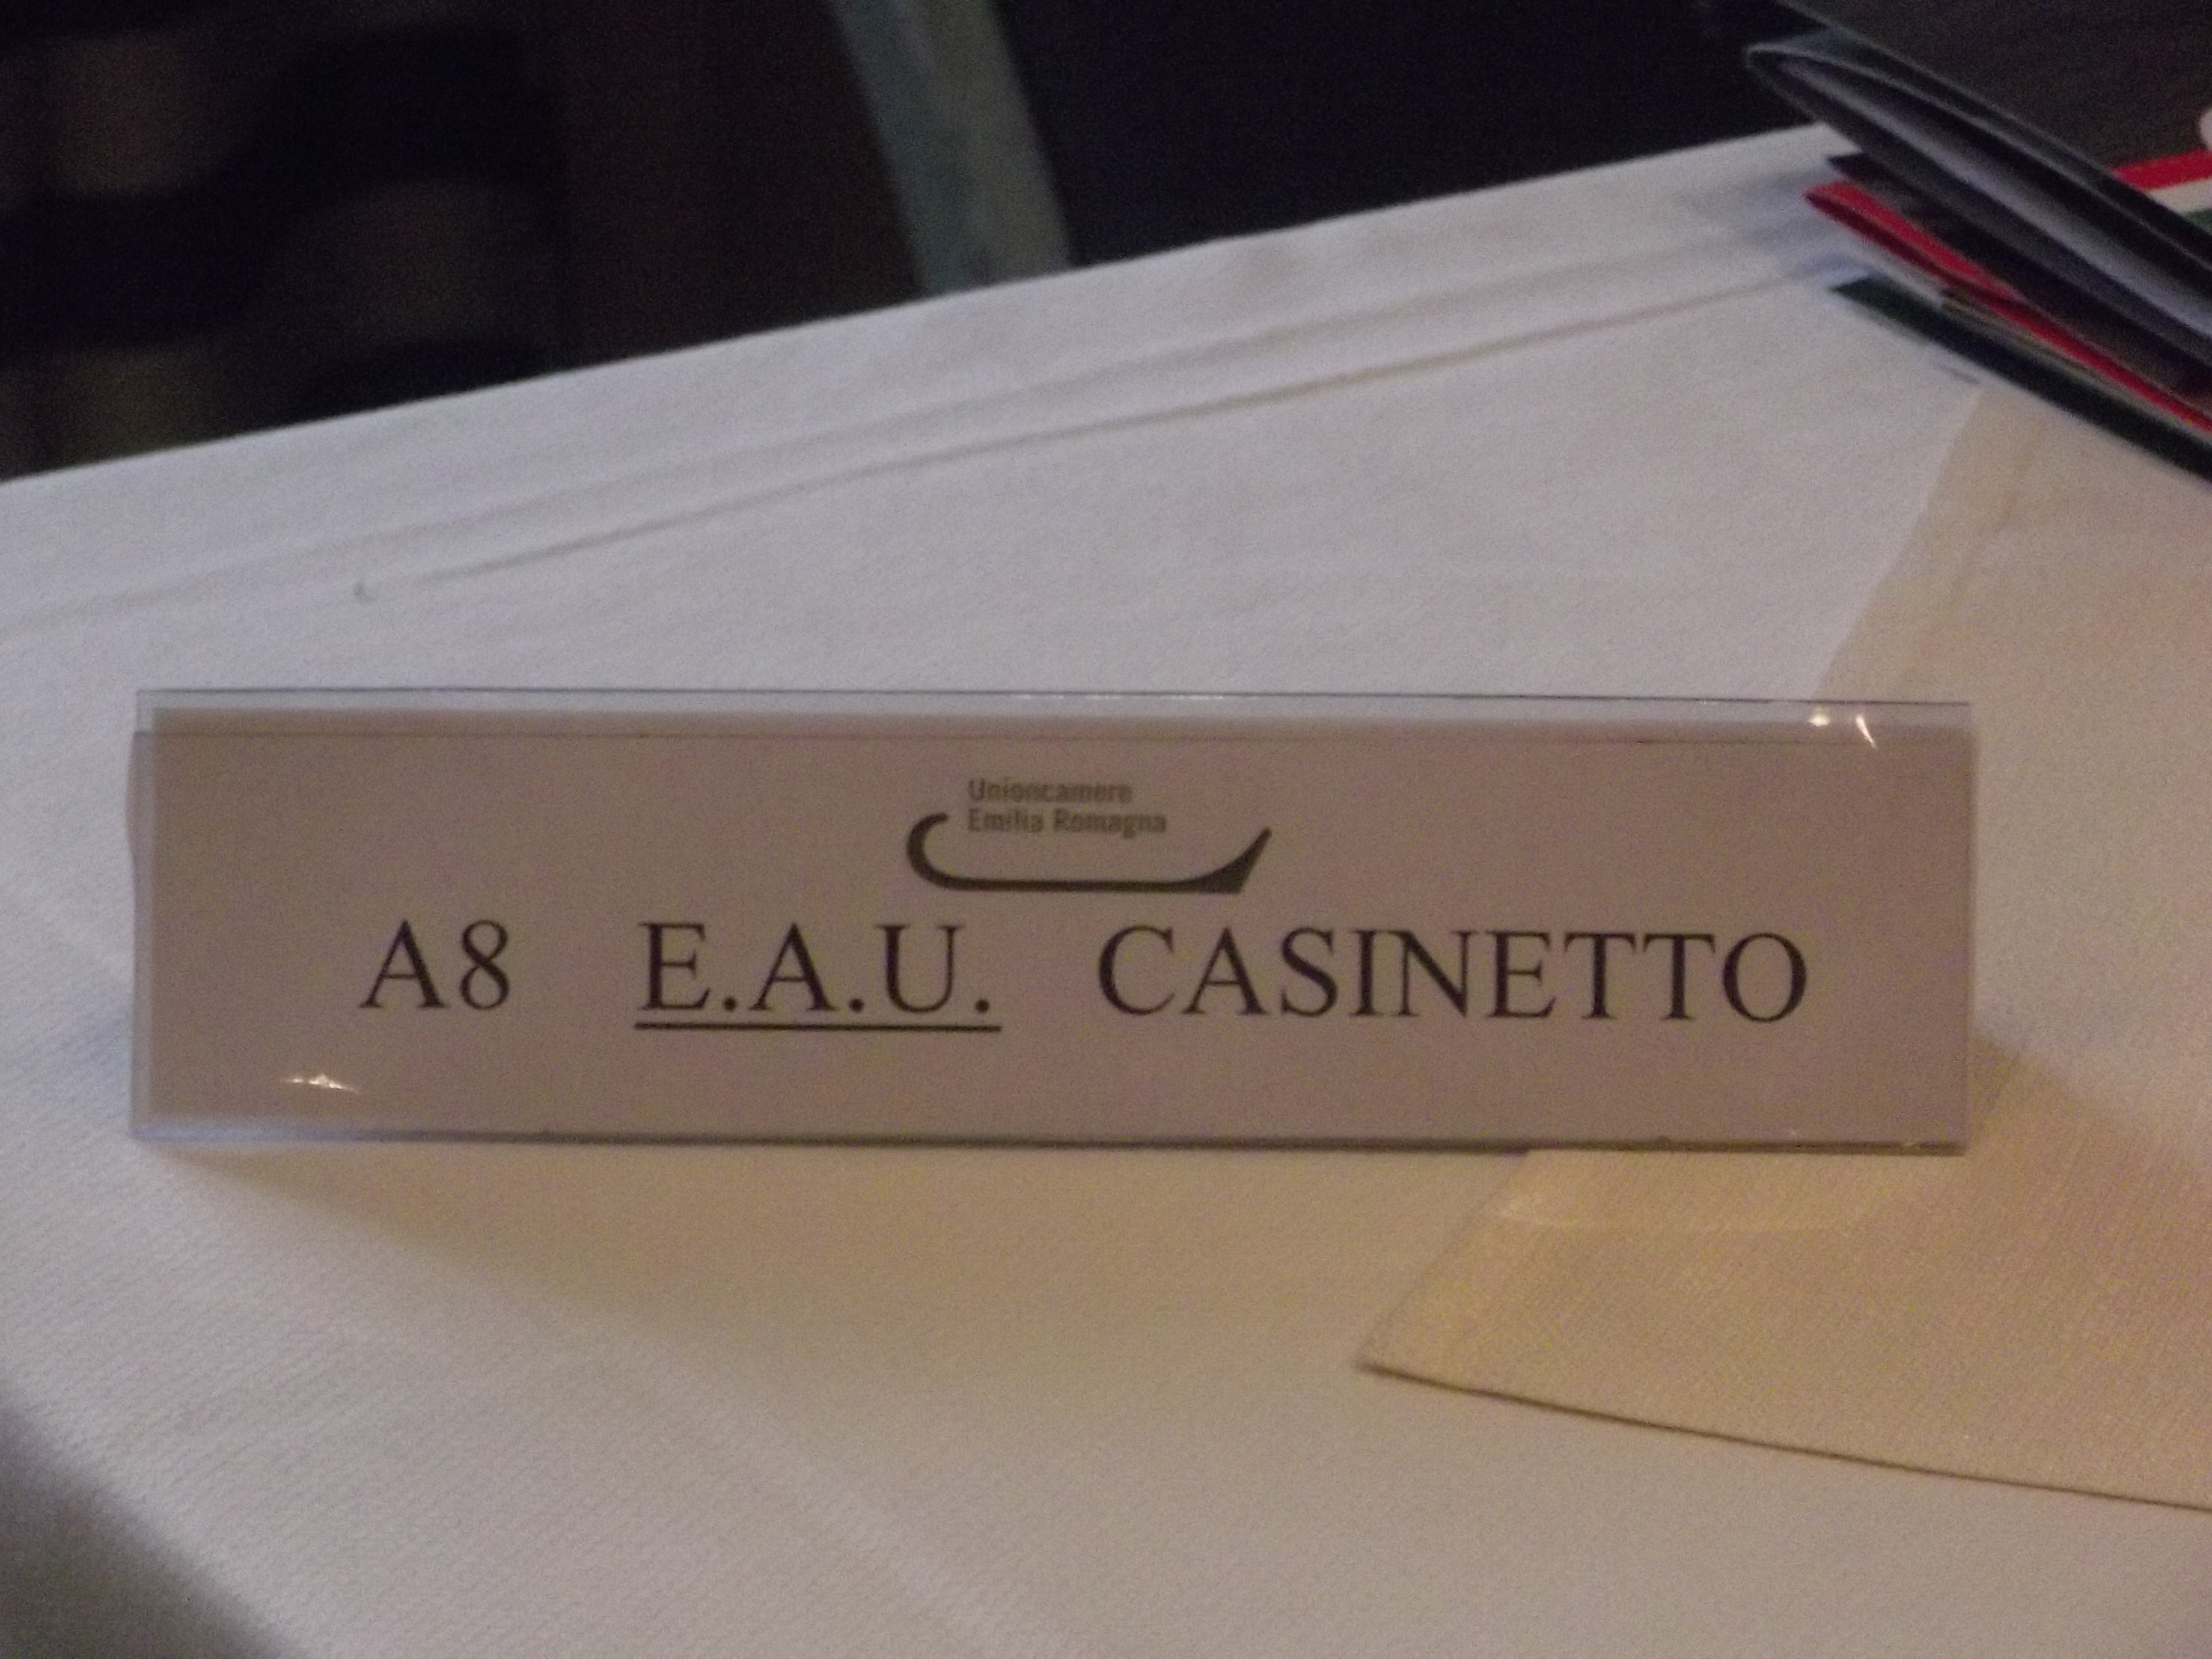 Unioncamere
Emilia Romagna
A8 E.A.U. CASINETTO